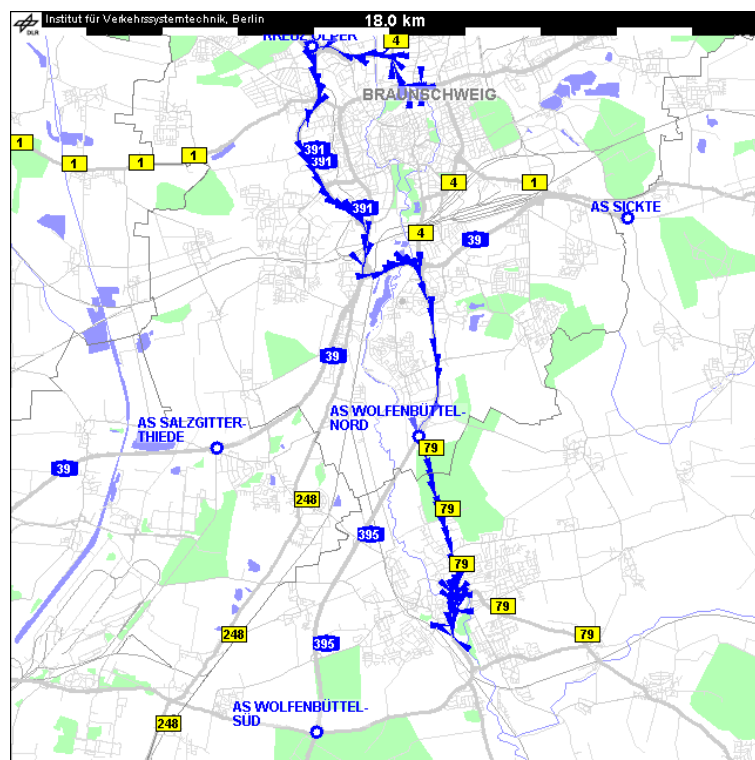 DLR
Institut für Verkehrssystemtechnik, Berlin
18.0 km
KREUZ OLPER
4
BRAUNSCHWEIG
1
1
1
1
391
391
4
1
391
AS SICKTE
4
39
39
AS SALZGITTER-
THIEDE
AS WOLFENBÜTTEL-
NORD
79
39
248
79
395
79
79
79
248
395
AS WOLFENBÜTTEL-
SÜD
248